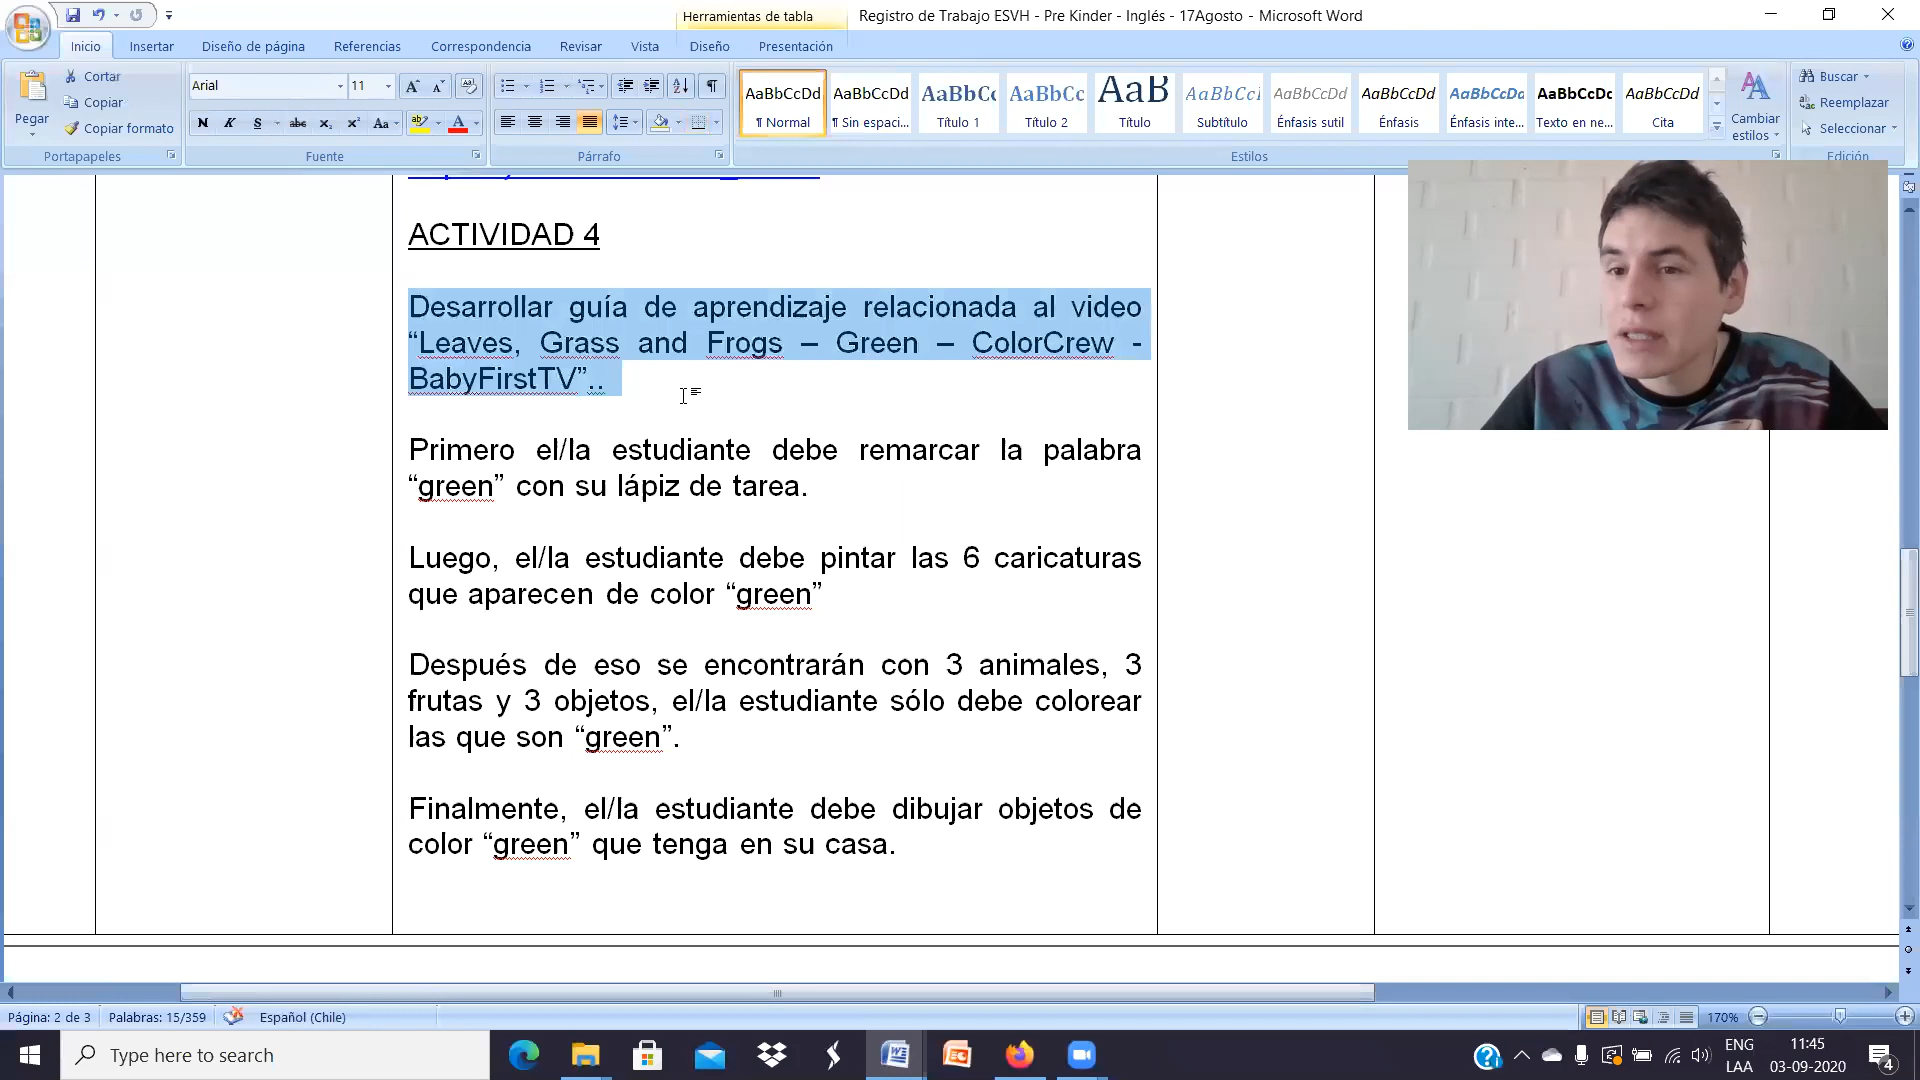 Herramientas de tabla
Registro de Trabajo ESVH - Pre Kinder - Inglés - 17Agosto - Microsoft Word
Inicio Insertar Diseño de página Referencias Correspondencia Revisar Vista Diseño Presentación
Pegar
Cortar
Copiar
Copiar formato
Portapapeles
Arial 11
N K S abc x₂ x² Aa ab A
Fuente
Párrafo
AaBbCcDd AaBbCcDd AaBbCc AaBbCc AaB AaBbCcI AaBbCcDd AaBbCcDd AaBbCcDd AaBbCcDc AaBbCcDd
¶ Normal ¶ Sin espaci... Título 1 Título 2 Título Subtítulo Énfasis sutil Énfasis Énfasis inte... Texto en ne... Cita
Estilos
Cambiar
estilos
Buscar
Reemplazar
Seleccionar
Edición
ACTIVIDAD 4
Desarrollar guía de aprendizaje relacionada al video
“Leaves, Grass and Frogs – Green – ColorCrew -
BabyFirstTV”..
Primero el/la estudiante debe remarcar la palabra
“green” con su lápiz de tarea.
Luego, el/la estudiante debe pintar las 6 caricaturas
que aparecen de color “green”
Después de eso se encontrarán con 3 animales, 3
frutas y 3 objetos, el/la estudiante sólo debe colorear
las que son “green”.
Finalmente, el/la estudiante debe dibujar objetos de
color “green” que tenga en su casa.
Página: 2 de 3 Palabras: 15/359 Español (Chile) 170%
Type here to search
ENG
LAA
11:45
03-09-2020
4